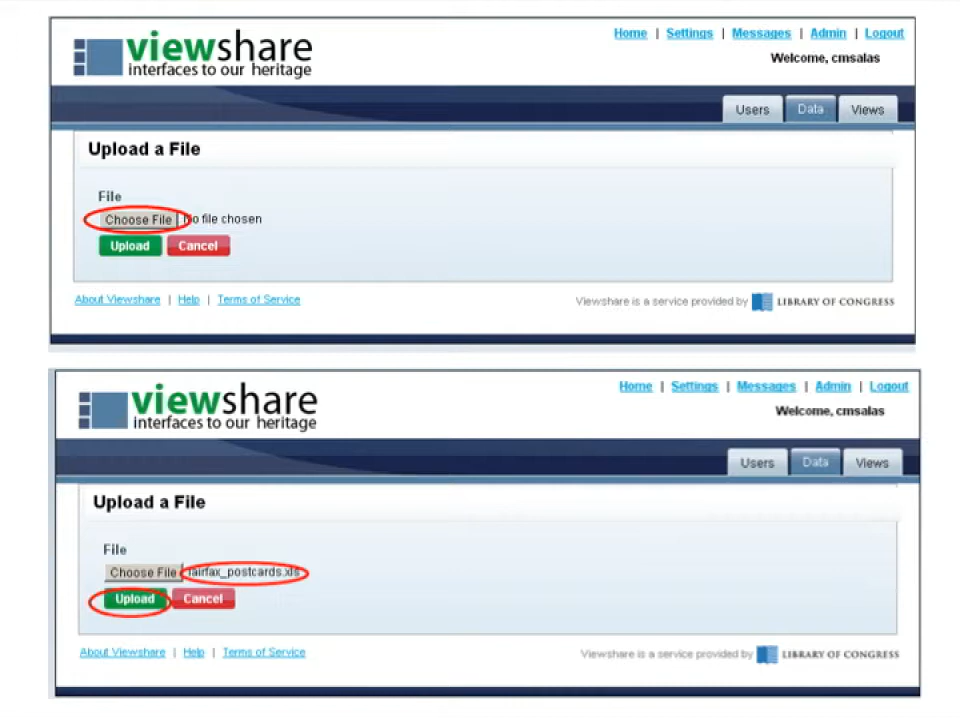 viewshare
interfaces to our heritage
Home | Settings | Messages | Admin | Logout
Welcome, cmsalas
Users Data Views
Upload a File
File
Choose File No file chosen
Upload Cancel
About Viewshare | Help | Terms of Service
Viewshare is a service provided by LIBRARY OF CONGRESS
viewshare
interfaces to our heritage
Home | Settings | Messages | Admin | Logout
Welcome, cmsalas
Users Data Views
Upload a File
File
Choose File fairfax_postcards.xls
Upload Cancel
About Viewshare | Help | Terms of Service
Viewshare is a service provided by LIBRARY OF CONGRESS